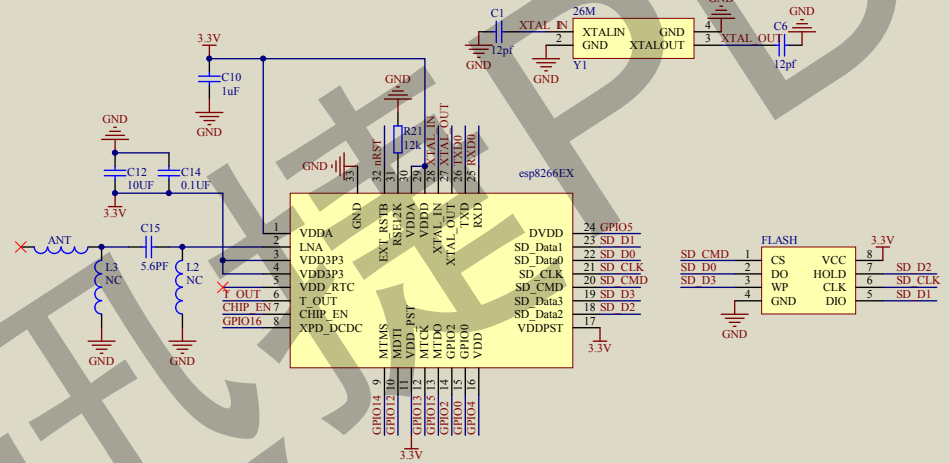 C1
XTAL_IN
12pf
GND
26M
1
2
XTALIN
GND
GND
XTALOUT
4
3
Y1
GND
GND
XTAL_OUT
C6
12pf
GND
3.3V
C10
1uF
GND
GND
R21
12k
GND
33
nRST
32
31
30
29
XTAL_IN
28
XTAL_OUT
27
TXD0
26
RXD0
25
esp8266EX
GND
C12
10UF
C14
0.1UF
3.3V
ANT
C15
5.6PF
L3
NC
L2
NC
GND
GND
GND
EXT_RSTB
RSE12K
VDDA
VDDD
XTAL_IN
XTAL_OUT
TXD
RXD
1 VDDA
2 LNA
3 VDD3P3
4 VDD3P3
5 VDD_RTC
T_OUT 6 T_OUT
CHIP_EN 7 CHIP_EN
GPIO16 8 XPD_DCDC
DVDD 24 GPIO5
SD_Data1 23 SD_D1
SD_Data0 22 SD_D0
SD_CLK 21 SD_CLK
SD_CMD 20 SD_CMD
SD_Data3 19 SD_D3
SD_Data2 18 SD_D2
VDDPST 17
3.3V
MTMS
MDTI
VDD_PST
MTCK
MTDO
GPIO2
GPIO0
VDD
9
10
11
12
13
14
15
16
GPIO14
GPIO12
GPIO13
GPIO15
GPIO2
GPIO0
GPIO4
3.3V
FLASH
SD_CMD 1 CS
SD_D0 2 DO
SD_D3 3 WP
4 GND
VCC 8
HOLD 7 SD_D2
CLK 6 SD_CLK
DIO 5 SD_D1
3.3V
GND